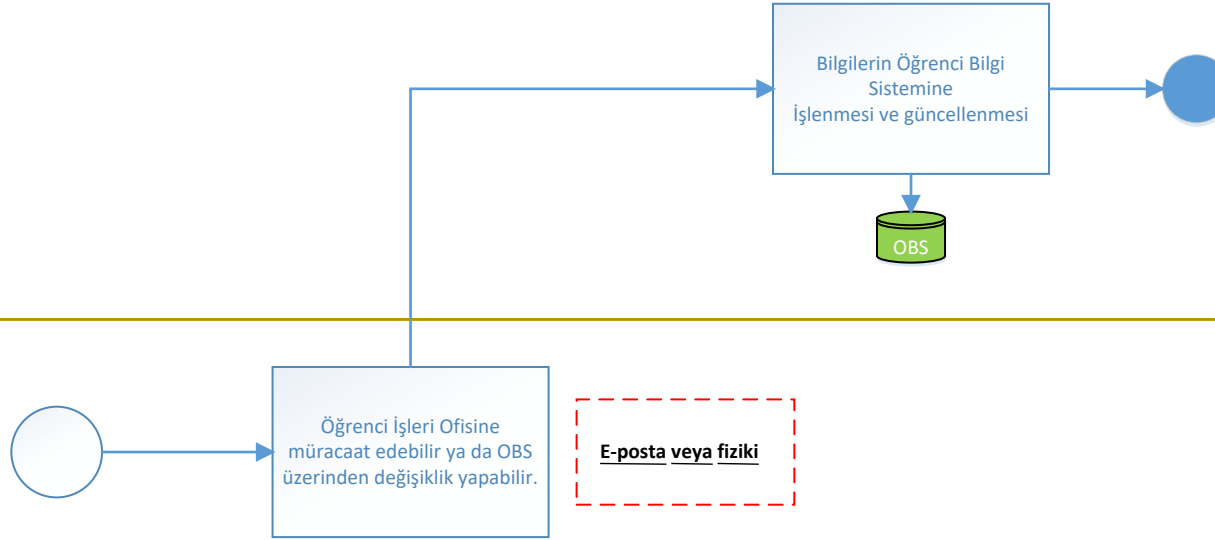 Bilgilerin Öğrenci Bilgi
Sistemine
İşlenmesi ve güncellenmesi
OBS
Öğrenci İşleri Ofisine
müracaat edebilir ya da OBS
üzerinden değişiklik yapabilir.
E-posta veya fiziki